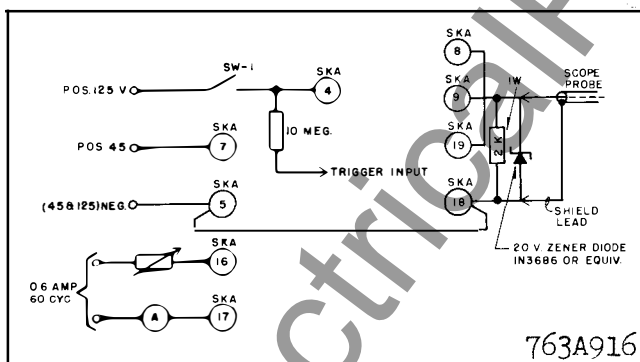 POS. 125 V
SW-1
SKA
4
10 MEG.
TRIGGER INPUT
POS 45
SKA
7
(45 & 125) NEG.
SKA
5
0.6 AMP
60 CYC
SKA
16
A
SKA
17
SKA
8
SKA
9
1W
2K
SKA
19
SKA
18
SCOPE
PROBE
SHIELD
LEAD
20 V. ZENER DIODE
IN3686 OR EQUIV.
763A916